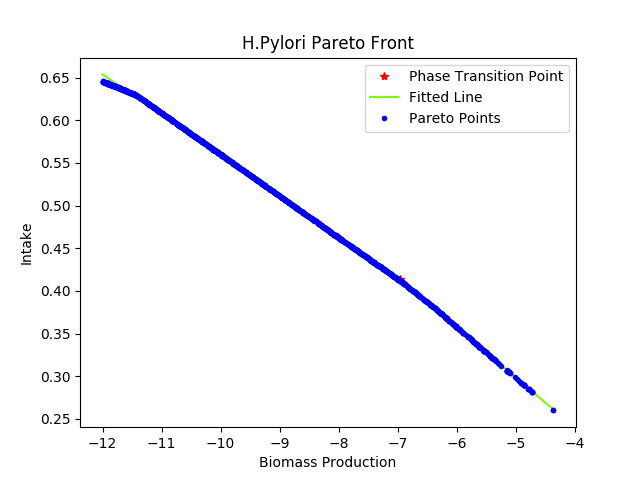 H.Pylori Pareto Front
Phase Transition Point
Fitted Line
Pareto Points
Intake
0.65
0.60
0.55
0.50
0.45
0.40
0.35
0.30
0.25
−12 −11 −10 −9 −8 −7 −6 −5 −4
Biomass Production